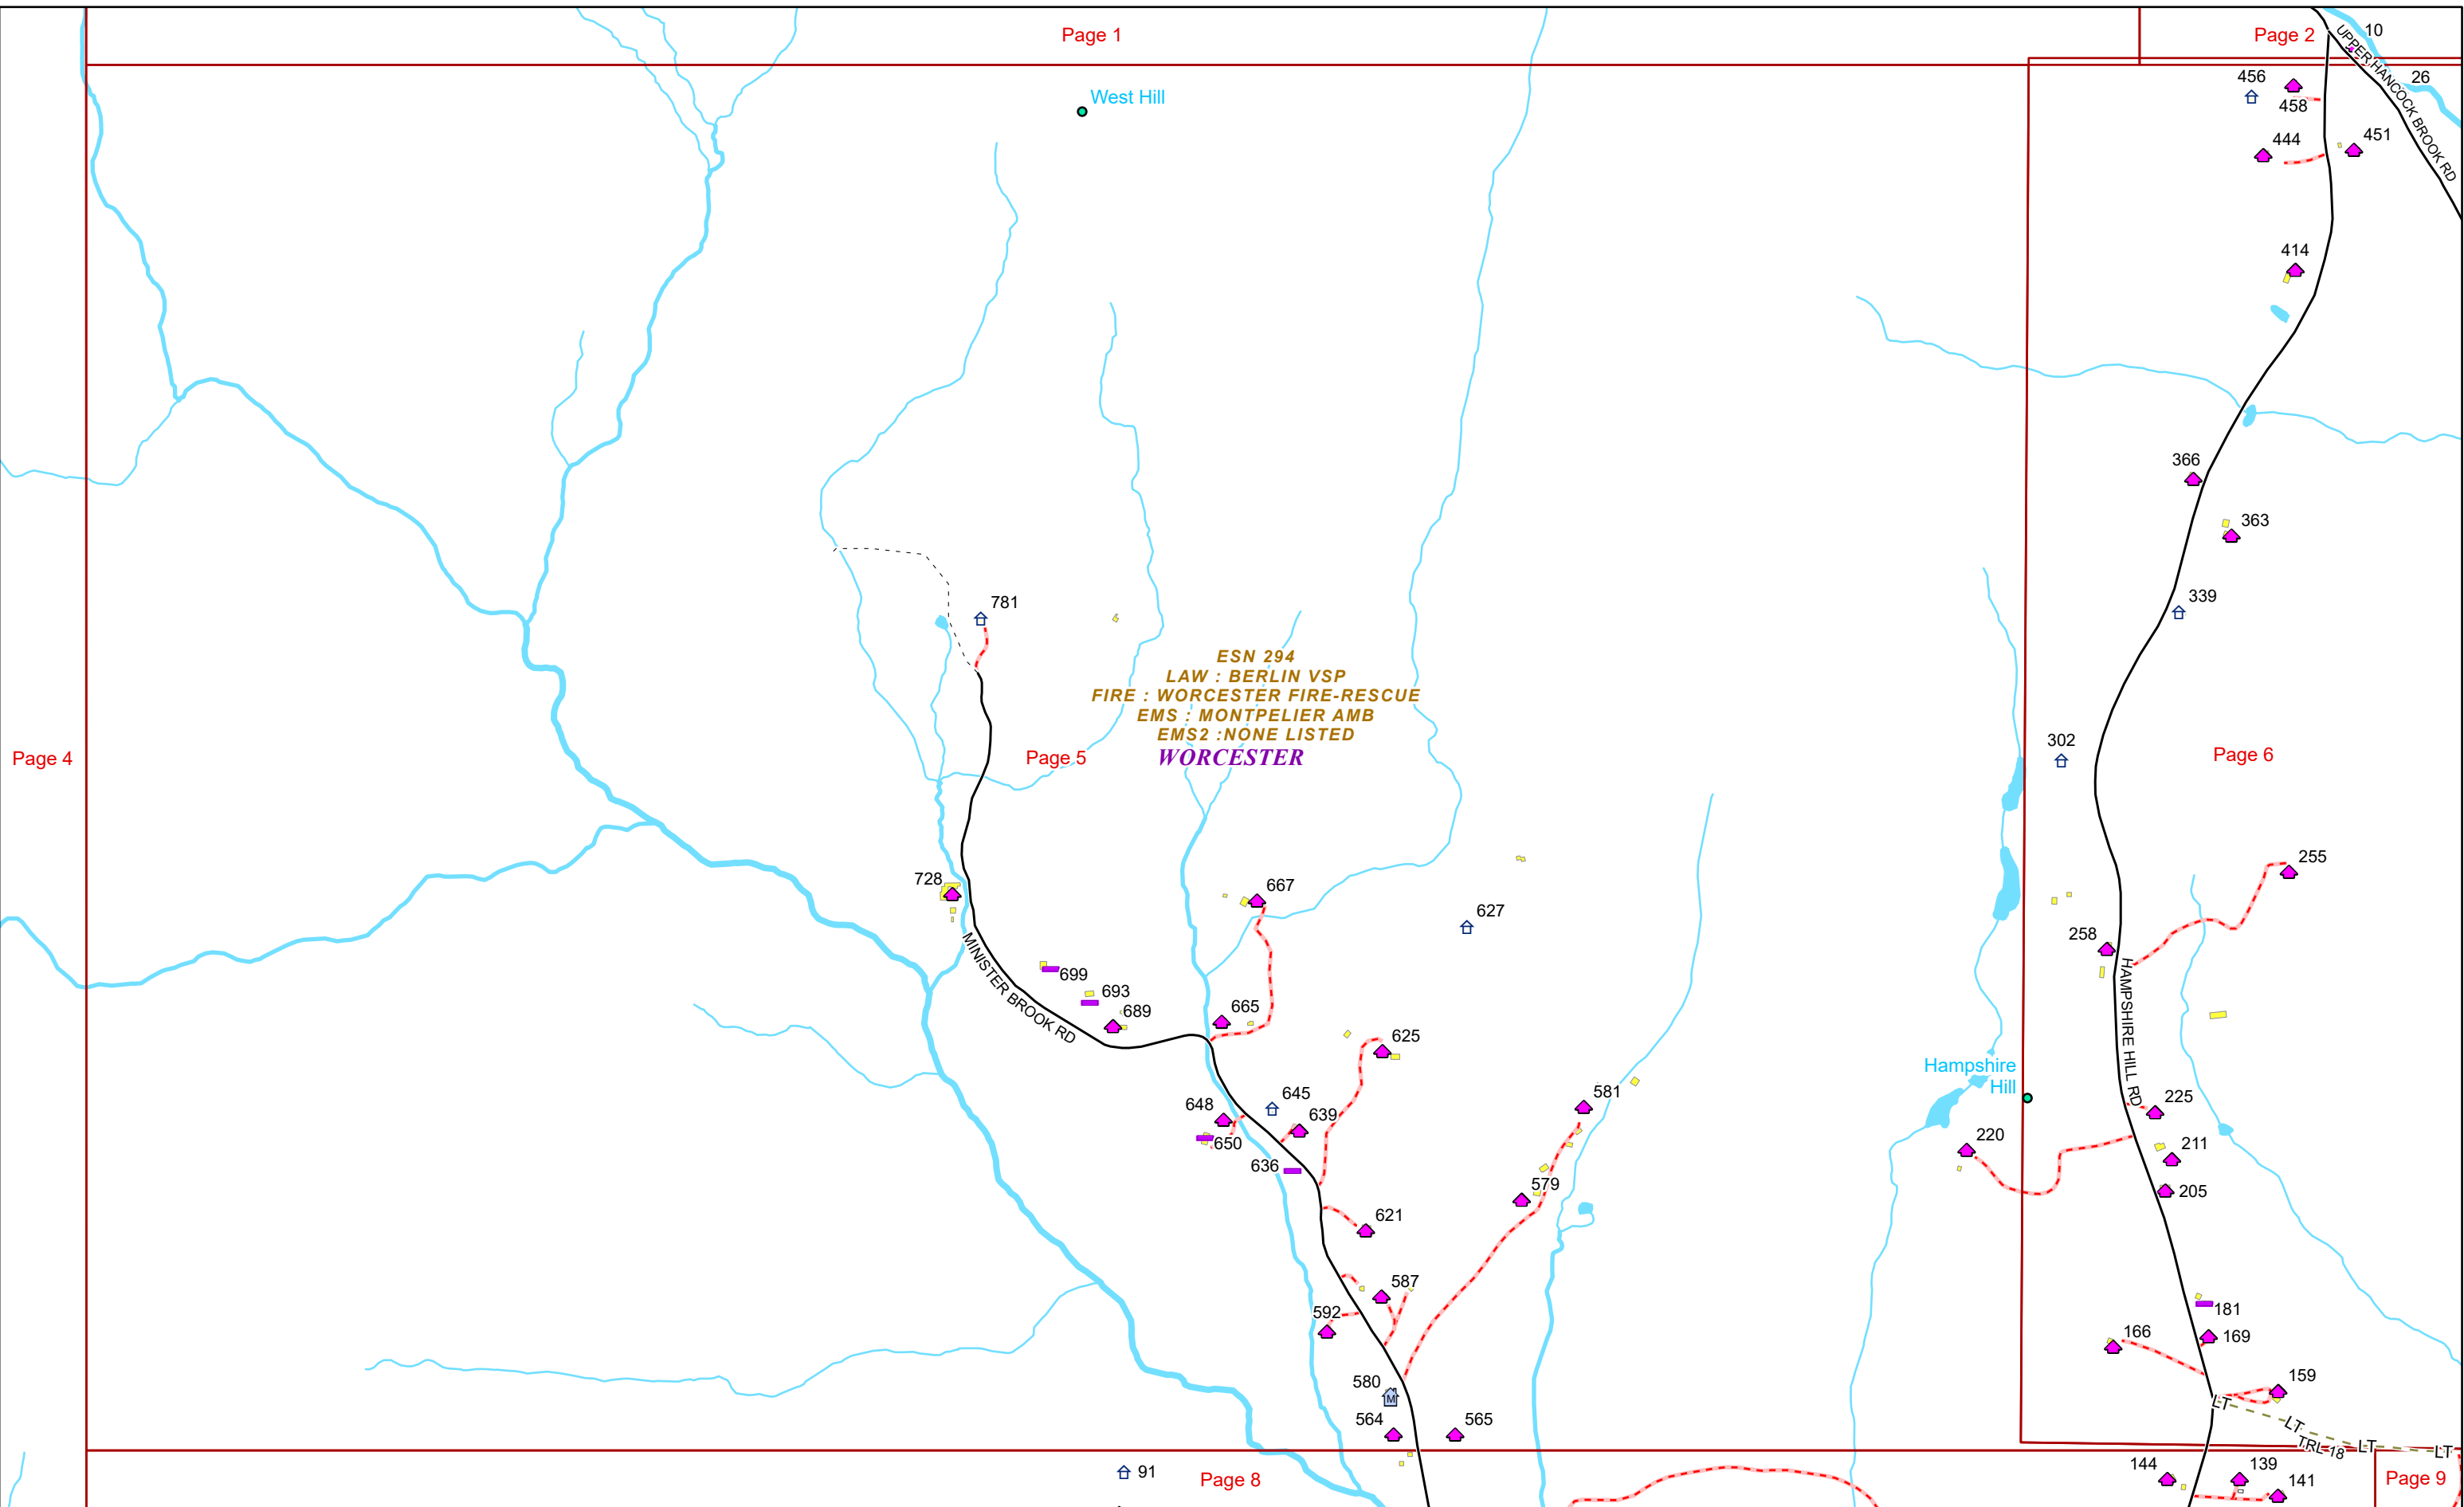 Page 1
Page 2
10
UPPER HANCOCK BROOK RD
26
456
458
West Hill
444
451
414
366
363
339
781
ESN 294
LAW : BERLIN VSP
FIRE : WORCESTER FIRE-RESCUE
EMS : MONTPELIER AMB
EMS2 :NONE LISTED
WORCESTER
Page 4
Page 5
302
Page 6
255
728
667
627
258
699
693
689
MINISTER BROOK RD
665
625
HAMPSHIRE HILL RD
Hampshire
Hill
581
648
645
639
225
650
636
220
211
579
205
621
587
592
181
169
166
580
M
159
564
565
LT
LT
TRL 18
LT
LT
91
Page 8
144
139
141
Page 9